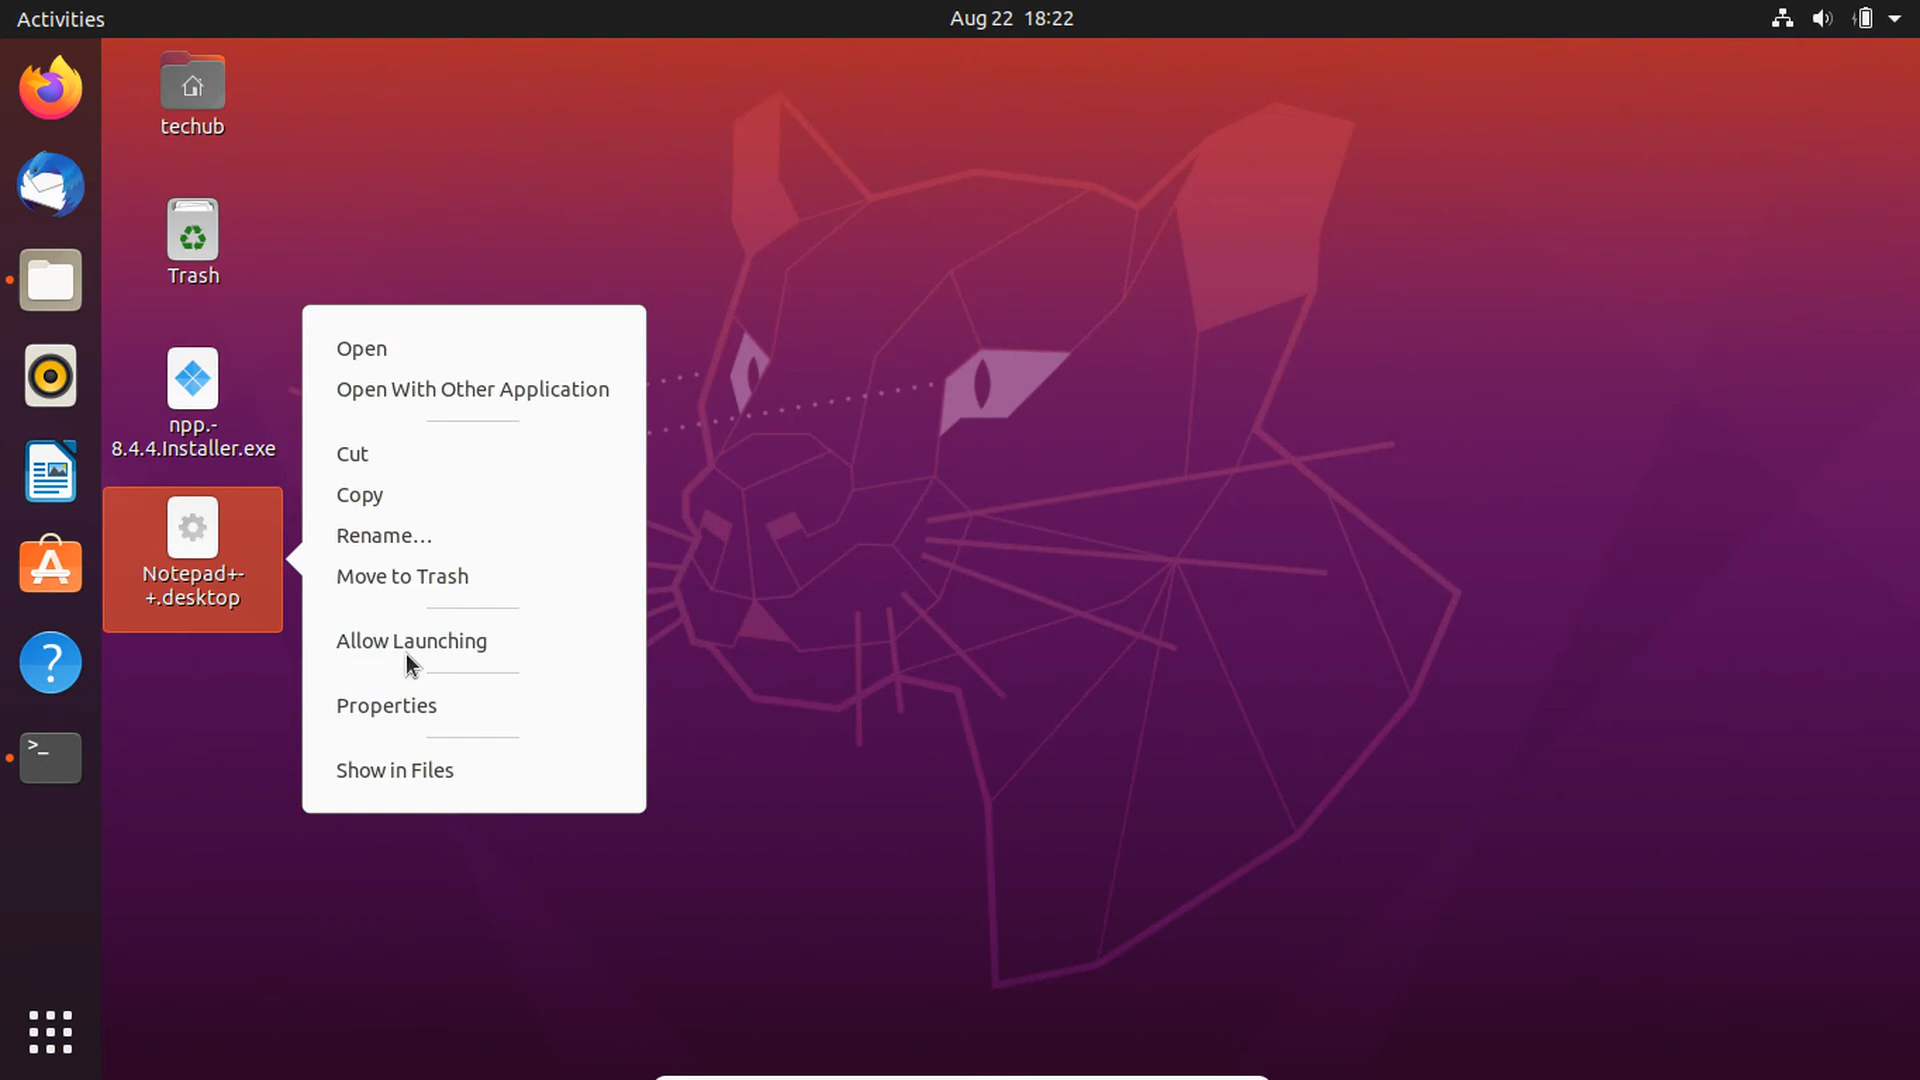 Activities
Aug 22 18:22
techub
Trash
npp.-
8.4.4.Installer.exe
Notepad+-
+.desktop
Open
Open With Other Application
Cut
Copy
Rename…
Move to Trash
Allow Launching
Properties
Show in Files